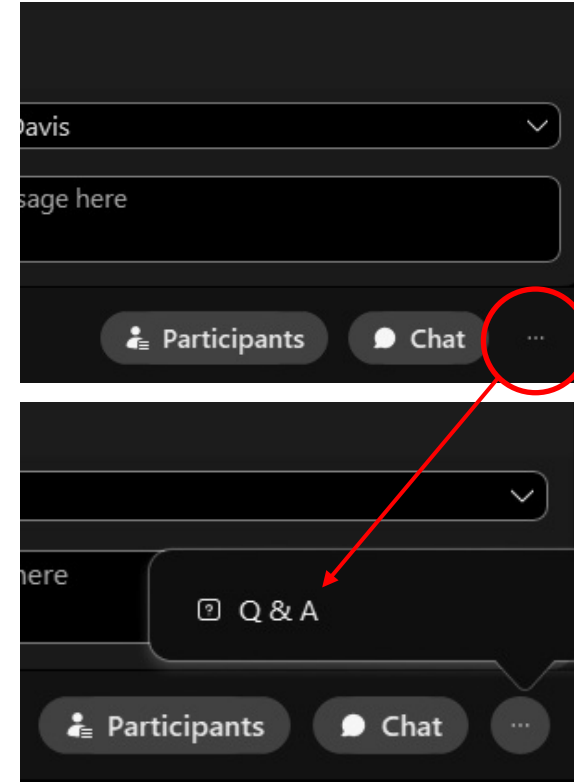 Davis
sage here
Participants
Chat
...
here
Q & A
Participants
Chat
...